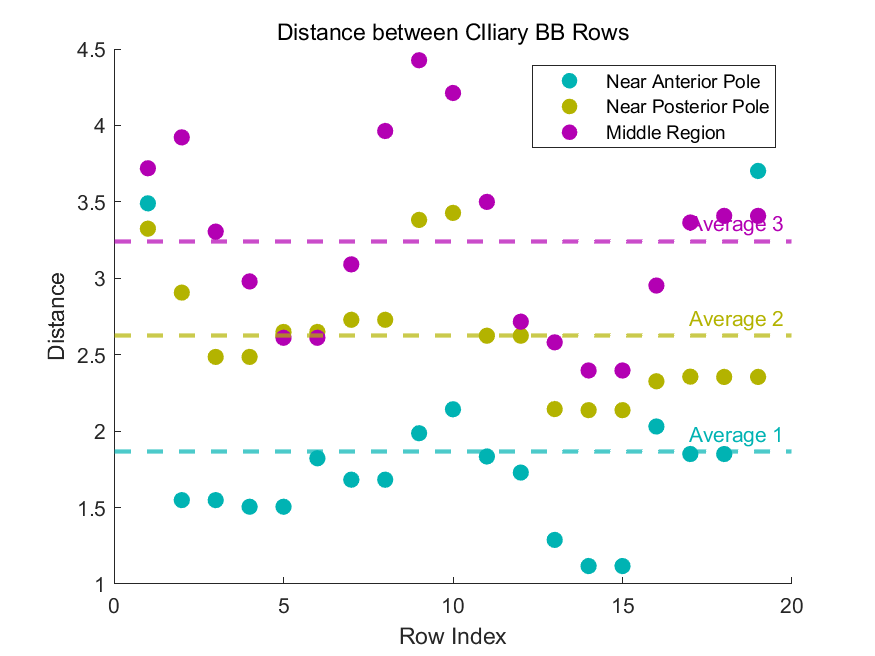 Distance between CIliary BB Rows
4.5
4
3.5
3
2.5
2
1.5
1
Distance
Near Anterior Pole
Near Posterior Pole
Middle Region
Average 3
Average 2
Average 1
0
5
10
15
20
Row Index